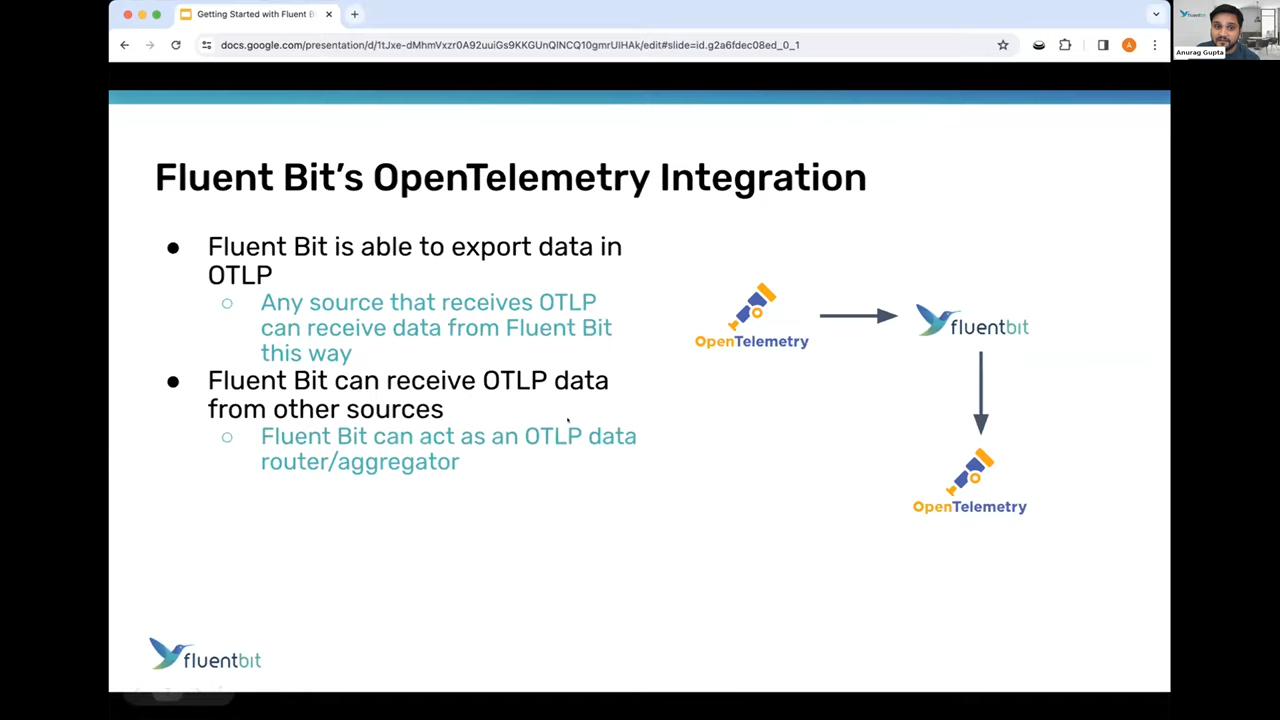 Getting Started with Fluent B
docs.google.com/presentation/d/1tJxe-dMhmVxzr0A92uuiGs9KKGUnQlNCQ10gmrUlHAk/edit#slide=id.g2a6fdec08ed_0_1
A
fluentbit
Anurag Gupta
Fluent Bit's OpenTelemetry Integration
● Fluent Bit is able to export data in
OTLP
○ Any source that receives OTLP
can receive data from Fluent Bit
this way
● Fluent Bit can receive OTLP data
from other sources
○ Fluent Bit can act as an OTLP data
router/aggregator
OpenTelemetry
fluentbit
OpenTelemetry
fluentbit